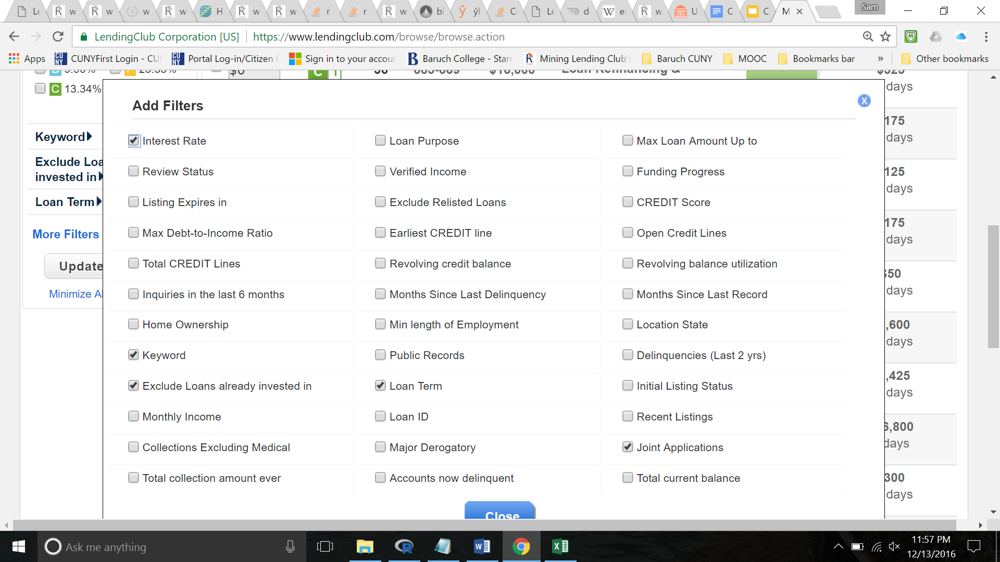 Le w w w w H w w r r w bl ŷ ŷl C Le d W e w U C C M Sam
LendingClub Corporation [US] https://www.lendingclub.com/browse/browse.action
Apps CUNYFirst Login - CU Portal Log-in/Citizen Sign in to your accour Baruch College - Starr Mining Lending Club's Baruch CUNY MOOC Bookmarks bar » Other bookmarks
$0
C 13.34%
days
Add Filters
X
Keyword
Exclude Loa
invested in
Loan Term
More Filters
Update
Minimize Al
Interest Rate Loan Purpose Max Loan Amount Up to
Review Status Verified Income Funding Progress
Listing Expires in Exclude Relisted Loans CREDIT Score
Max Debt-to-Income Ratio Earliest CREDIT line Open Credit Lines
Total CREDIT Lines Revolving credit balance Revolving balance utilization
Inquiries in the last 6 months Months Since Last Delinquency Months Since Last Record
Home Ownership Min length of Employment Location State
Keyword Public Records Delinquencies (Last 2 yrs)
Exclude Loans already invested in Loan Term Initial Listing Status
Monthly Income Loan ID Recent Listings
Collections Excluding Medical Major Derogatory Joint Applications
Total collection amount ever Accounts now delinquent Total current balance
Close
175
days
125
days
175
days
50
days
,600
days
,425
days
6,800
days
300
days
Ask me anything
11:57 PM
12/13/2016